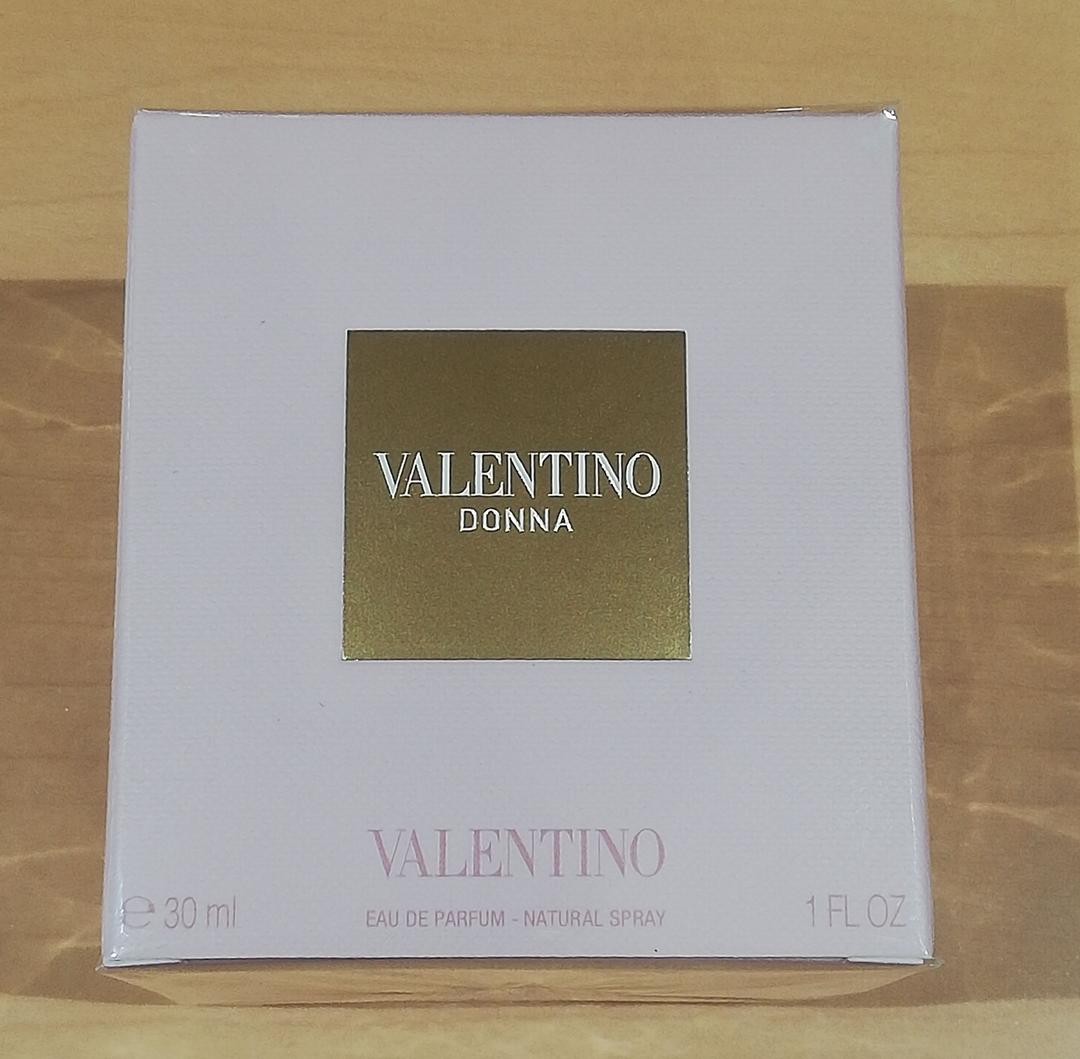 VALENTINO
DONNA
VALENTINO
℮ 30 ml
EAU DE PARFUM - NATURAL SPRAY
1 FL OZ